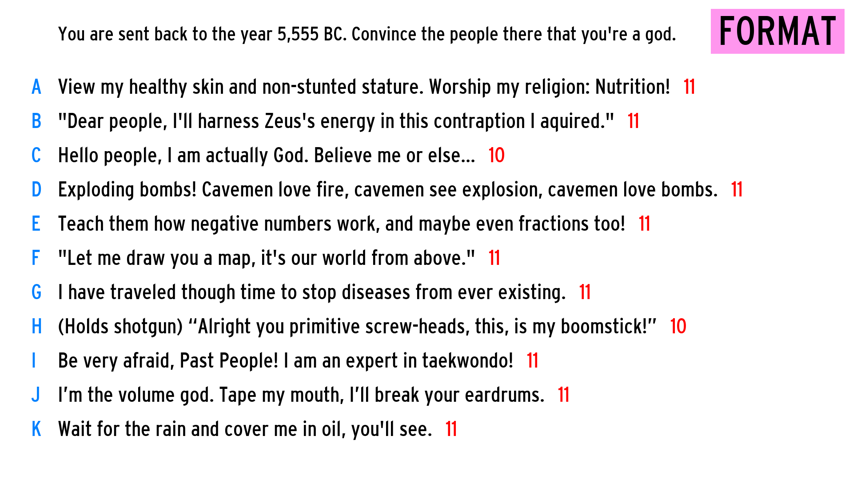 You are sent back to the year 5,555 BC. Convince the people there that you're a god.
FORMAT
A View my healthy skin and non-stunted stature. Worship my religion: Nutrition! 11
B "Dear people, I'll harness Zeus's energy in this contraption I aquired." 11
C Hello people, I am actually God. Believe me or else... 10
D Exploding bombs! Cavemen love fire, cavemen see explosion, cavemen love bombs. 11
E Teach them how negative numbers work, and maybe even fractions too! 11
F "Let me draw you a map, it's our world from above." 11
G I have traveled though time to stop diseases from ever existing. 11
H (Holds shotgun) “Alright you primitive screw-heads, this, is my boomstick!” 10
I Be very afraid, Past People! I am an expert in taekwondo! 11
J I’m the volume god. Tape my mouth, I’ll break your eardrums. 11
K Wait for the rain and cover me in oil, you'll see. 11